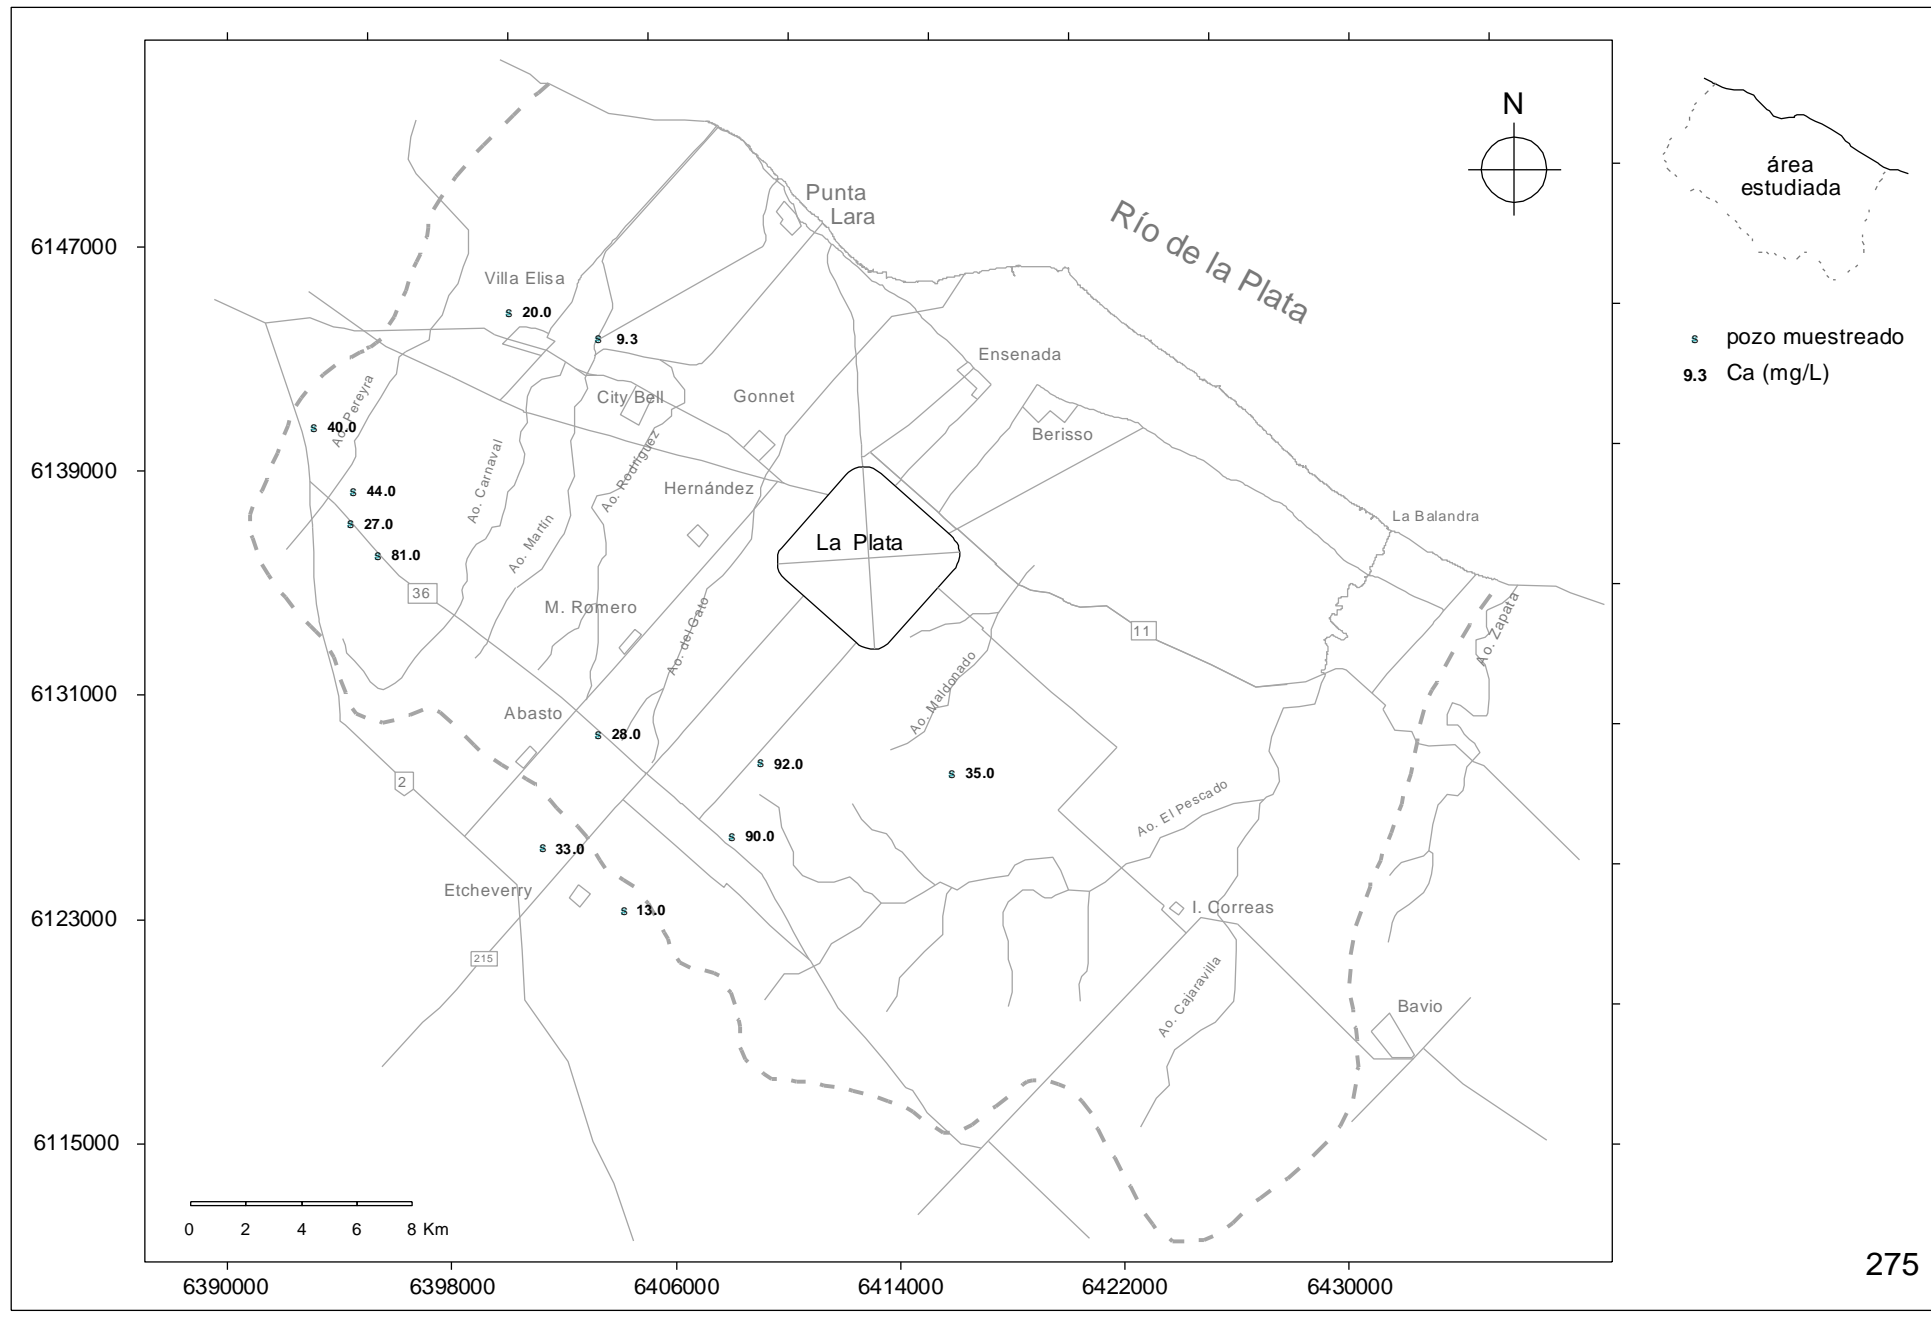 N
Punta
Lara
Río de la Plata
área
estudiada
6147000
Villa Elisa
s 20.0
s 9.3
s pozo muestreado
9.3 Ca (mg/L)
Ensenada
City Bell
Gonnet
Berisso
s 40.0
Ao. Pereyra
6139000
Ao. Carnaval
Ao. Rodríguez
Hernández
s 44.0
s 27.0
s 81.0
Ao. Martín
La Plata
La Balandra
36
M. Romero
Ao. del Gato
11
Ao. Zapata
6131000
Ao. Maldonado
Abasto
s 28.0
s 92.0
s 35.0
2
Ao. El Pescado
s 90.0
s 33.0
Etcheverry
s 13.0
6123000
I. Correas
215
Ao. Cajaravilla
Bavio
6115000
0 2 4 6 8 Km
6390000 6398000 6406000 6414000 6422000 6430000
275